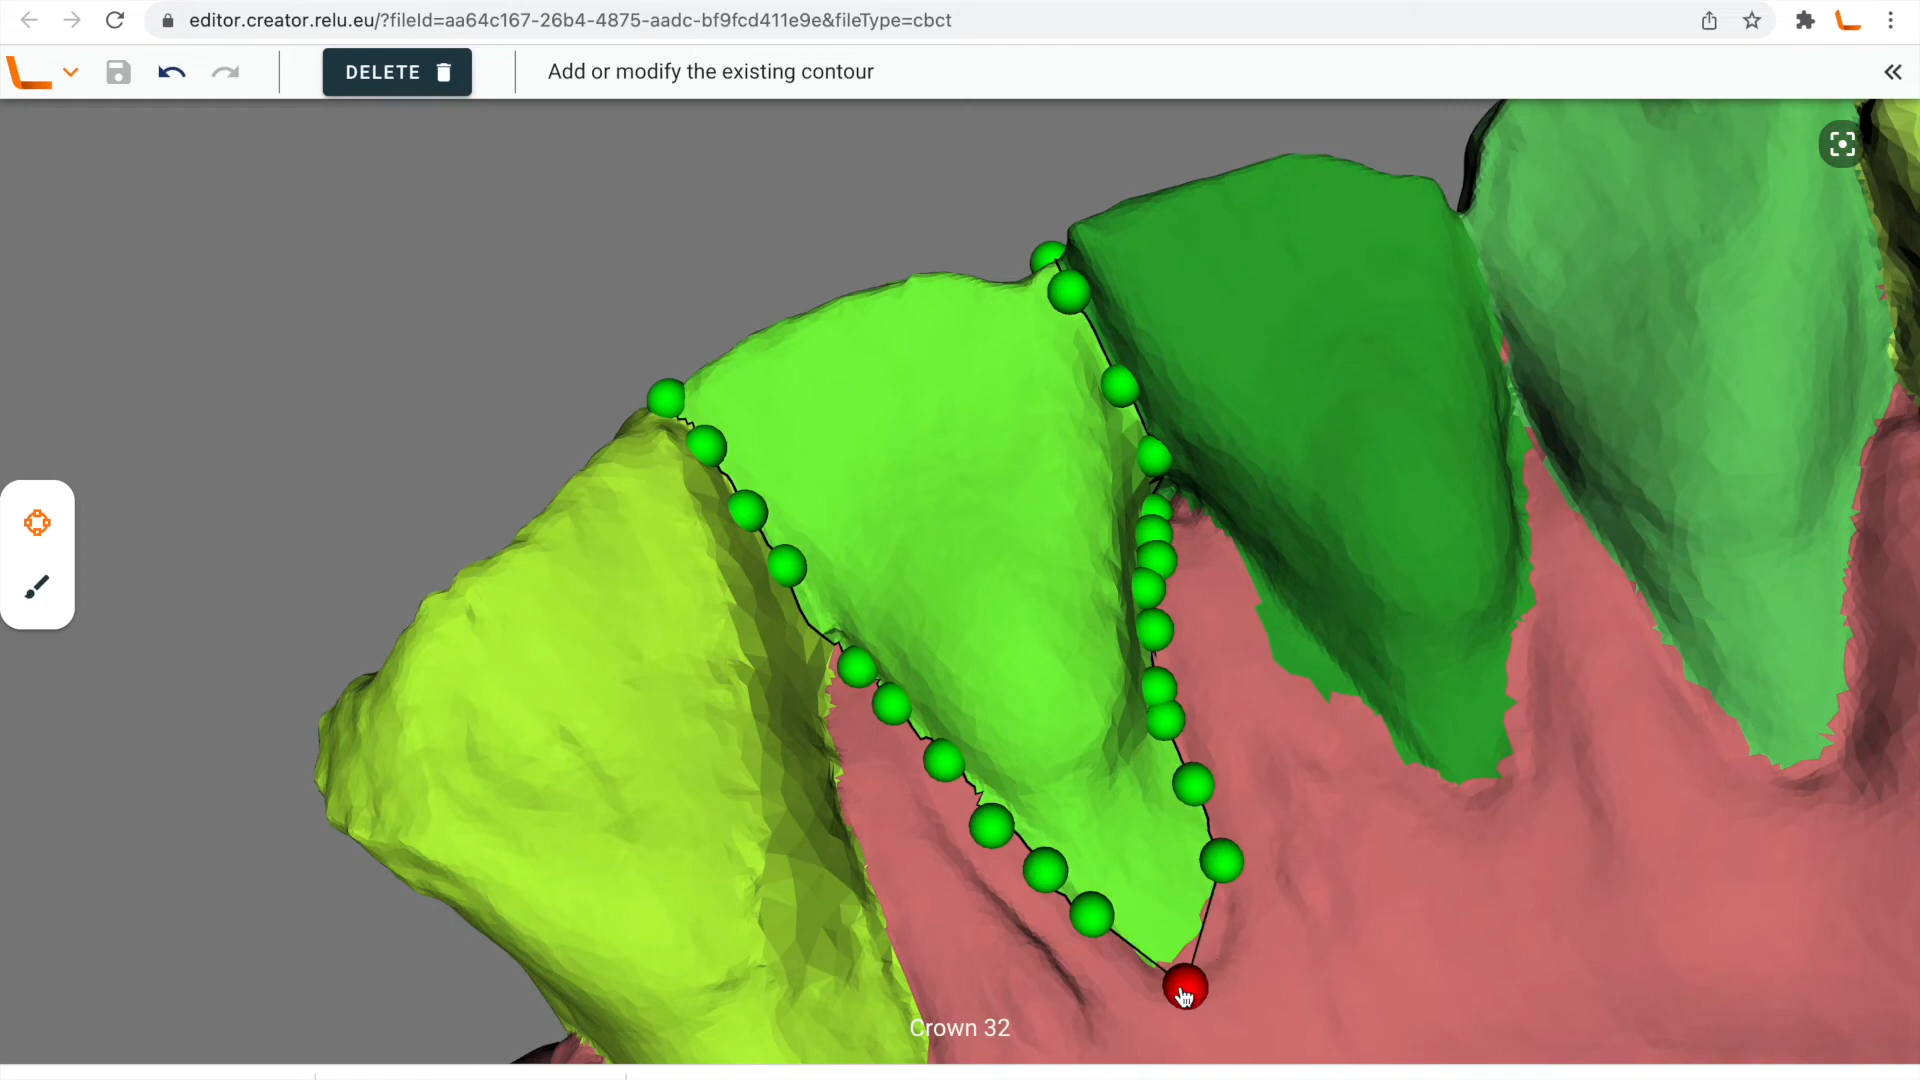 editor.creator.relu.eu/?fileId=aa64c167-26b4-4875-aadc-bf9fcd411e9e&fileType=cbct
DELETE
Add or modify the existing contour
Crown 32